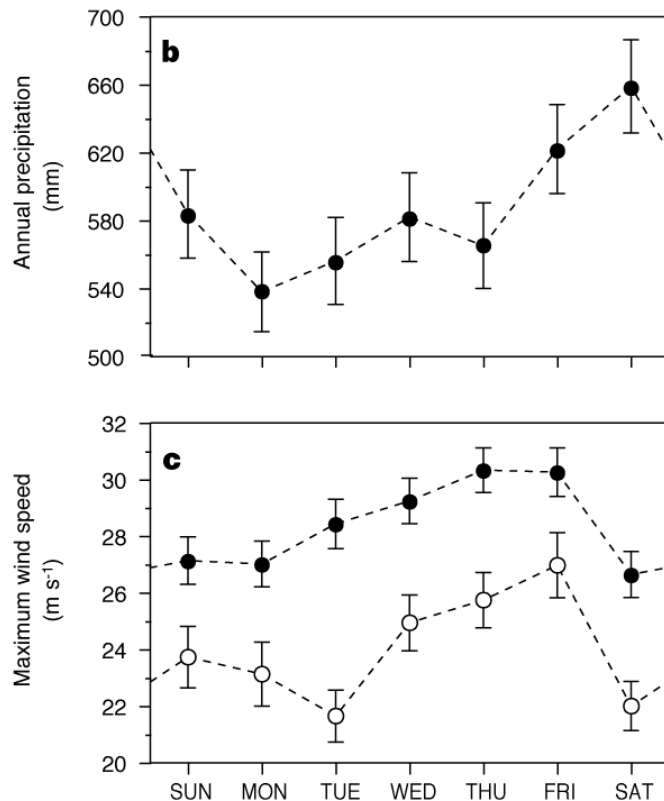 b
Annual precipitation
(mm)
700
660
620
580
540
500
c
Maximum wind speed
(m s⁻¹)
32
30
28
26
24
22
20
SUN MON TUE WED THU FRI SAT